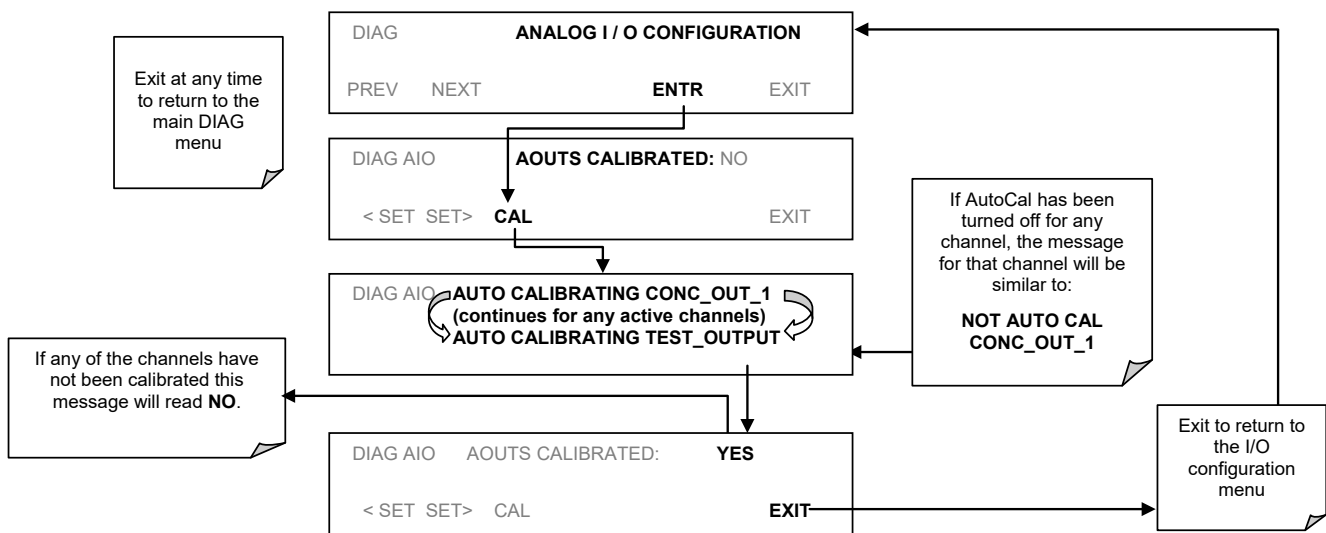 DIAG ANALOG I / O CONFIGURATION
PREV NEXT ENTR EXIT
Exit at any time
to return to the
main DIAG
menu
DIAG AIO AOUTS CALIBRATED: NO
< SET SET> CAL EXIT
If AutoCal has been
turned off for any
channel, the message
for that channel will be
similar to:
NOT AUTO CAL
CONC_OUT_1
DIAG AIO AUTO CALIBRATING CONC_OUT_1
(continues for any active channels)
AUTO CALIBRATING TEST_OUTPUT
If any of the channels have
not been calibrated this
message will read NO.
DIAG AIO AOUTS CALIBRATED: YES
< SET SET> CAL EXIT
Exit to return to
the I/O
configuration
menu